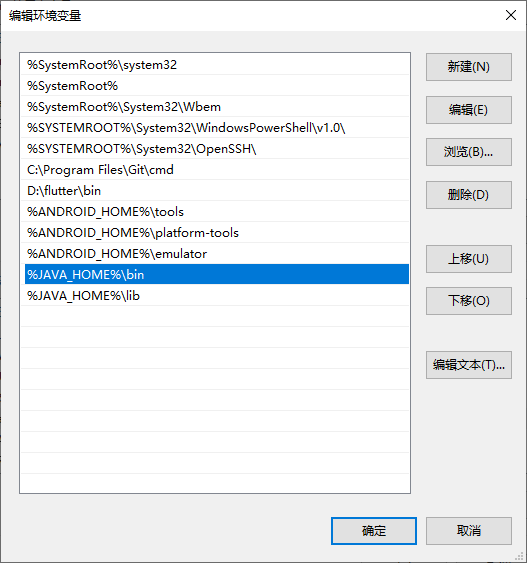 编辑环境变量
%SystemRoot%\system32
%SystemRoot%
%SystemRoot%\System32\Wbem
%SYSTEMROOT%\System32\WindowsPowerShell\v1.0\
%SYSTEMROOT%\System32\OpenSSH\
C:\Program Files\Git\cmd
D:\flutter\bin
%ANDROID_HOME%\tools
%ANDROID_HOME%\platform-tools
%ANDROID_HOME%\emulator
%JAVA_HOME%\bin
%JAVA_HOME%\lib
新建(N)
编辑(E)
浏览(B)...
删除(D)
上移(U)
下移(O)
编辑文本(T)...
确定
取消